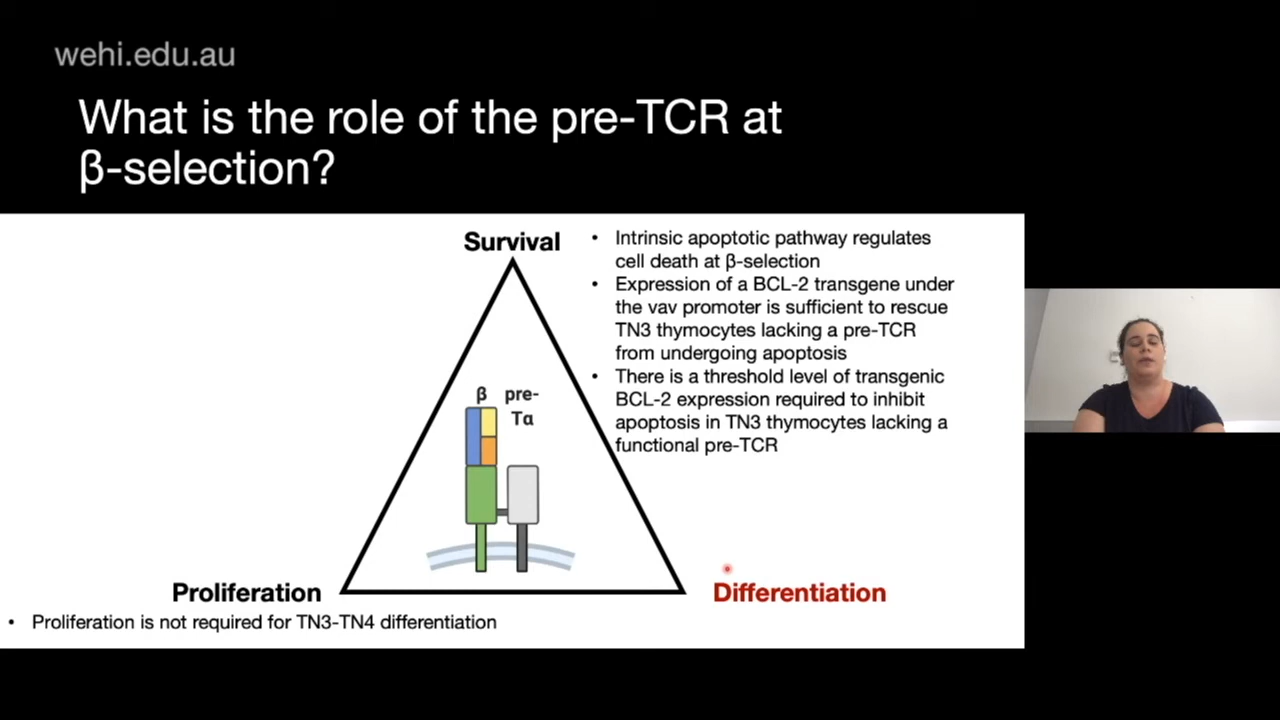 wehi.edu.au
What is the role of the pre-TCR at
β-selection?
Survival
• Intrinsic apoptotic pathway regulates
cell death at β-selection
• Expression of a BCL-2 transgene under
the vav promoter is sufficient to rescue
TN3 thymocytes lacking a pre-TCR
from undergoing apoptosis
• There is a threshold level of transgenic
BCL-2 expression required to inhibit
apoptosis in TN3 thymocytes lacking a
functional pre-TCR
β pre-
Tα
Proliferation
• Proliferation is not required for TN3-TN4 differentiation
Differentiation